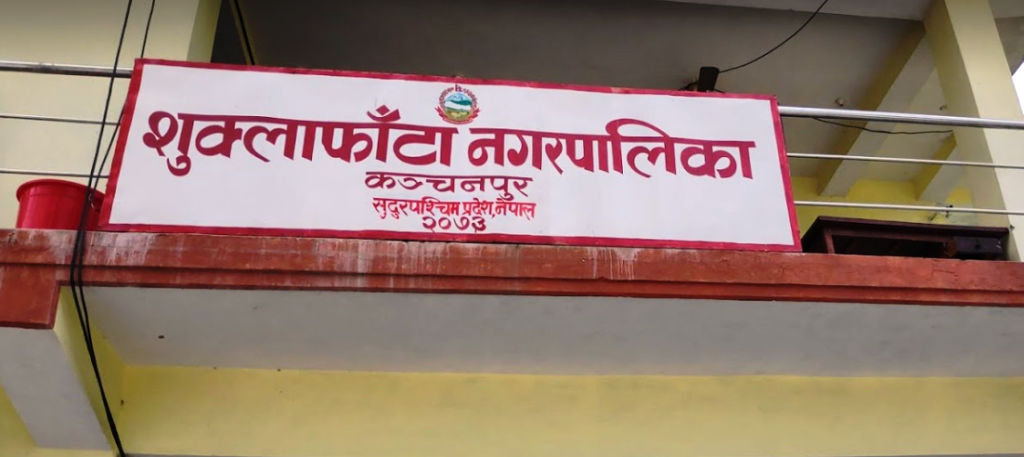 शुक्लाफाँटा नगरपालिका
कञ्चनपुर
सुदुरपश्चिम प्रदेश, नेपाल
२०७३